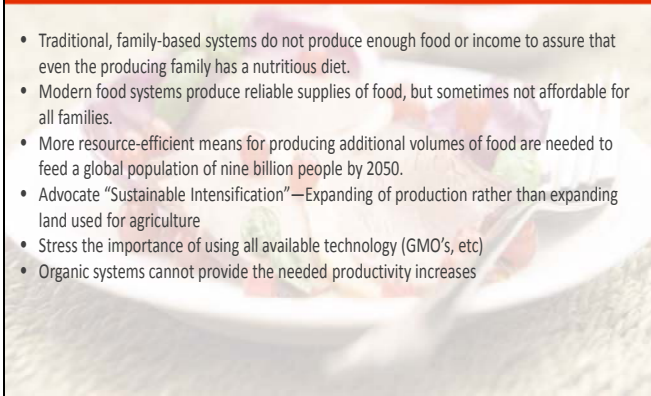 • Traditional, family-based systems do not produce enough food or income to assure that
even the producing family has a nutritious diet.
• Modern food systems produce reliable supplies of food, but sometimes not affordable for
all families.
• More resource-efficient means for producing additional volumes of food are needed to
feed a global population of nine billion people by 2050.
• Advocate “Sustainable Intensification”—Expanding of production rather than expanding
land used for agriculture
• Stress the importance of using all available technology (GMO’s, etc)
• Organic systems cannot provide the needed productivity increases